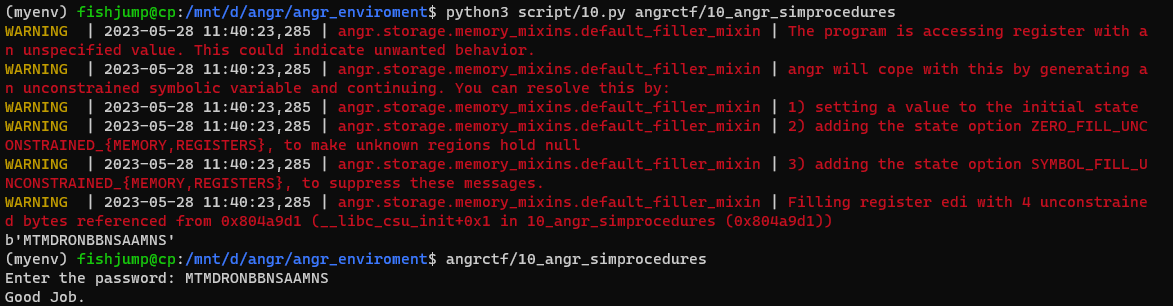 (myenv) fishjump@cp:/mnt/d/angr/angr_enviroment$ python3 script/10.py angrctf/10_angr_simprocedures
WARNING  | 2023-05-28 11:40:23,285 | angr.storage.memory_mixins.default_filler_mixin | The program is accessing register with a
n unspecified value. This could indicate unwanted behavior.
WARNING  | 2023-05-28 11:40:23,285 | angr.storage.memory_mixins.default_filler_mixin | angr will cope with this by generating a
n unconstrained symbolic variable and continuing. You can resolve this by:
WARNING  | 2023-05-28 11:40:23,285 | angr.storage.memory_mixins.default_filler_mixin | 1) setting a value to the initial state
WARNING  | 2023-05-28 11:40:23,285 | angr.storage.memory_mixins.default_filler_mixin | 2) adding the state option ZERO_FILL_UNC
ONSTRAINED_{MEMORY,REGISTERS}, to make unknown regions hold null
WARNING  | 2023-05-28 11:40:23,285 | angr.storage.memory_mixins.default_filler_mixin | 3) adding the state option SYMBOL_FILL_U
NCONSTRAINED_{MEMORY,REGISTERS}, to suppress these messages.
WARNING  | 2023-05-28 11:40:23,285 | angr.storage.memory_mixins.default_filler_mixin | Filling register edi with 4 unconstraine
d bytes referenced from 0x804a9d1 (__libc_csu_init+0x1 in 10_angr_simprocedures (0x804a9d1))
b'MTMDRONBBNSAAMNS'
(myenv) fishjump@cp:/mnt/d/angr/angr_enviroment$ angrctf/10_angr_simprocedures
Enter the password: MTMDRONBBNSAAMNS
Good Job.